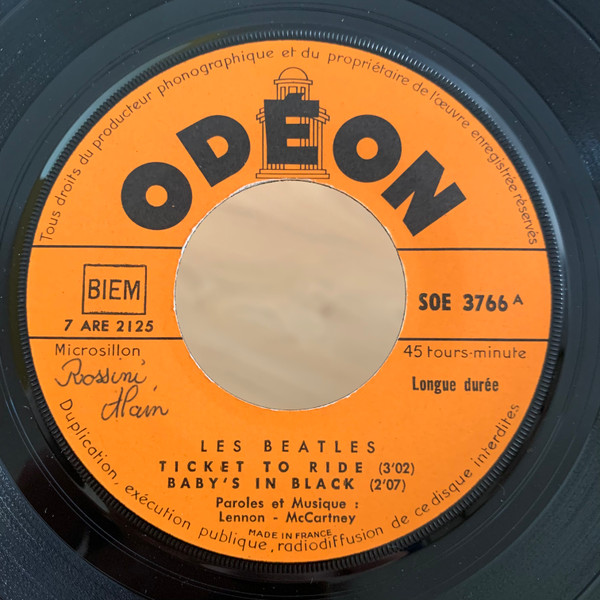 Tous droits du producteur phonographique et du propriétaire de l'œuvre enregistrée réservés
ODÉON
BIEM
7 ARE 2125
SOE 3766 A
Microsillon
45 tours-minute
Rossini
Alain
Longue durée
LES BEATLES
TICKET TO RIDE (3'02)
BABY'S IN BLACK (2'07)
Paroles et Musique :
Lennon - McCartney
MADE IN FRANCE
Duplication, exécution publique, radiodiffusion de ce disque interdites